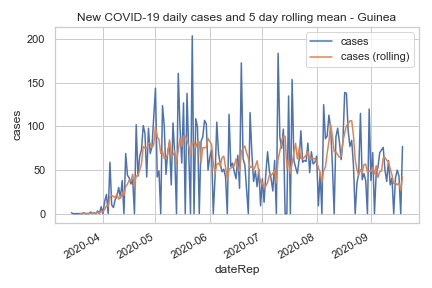 New COVID-19 daily cases and 5 day rolling mean - Guinea
cases
cases (rolling)
200
150
100
50
0
cases
2020-04
2020-05
2020-06
2020-07
2020-08
2020-09
dateRep